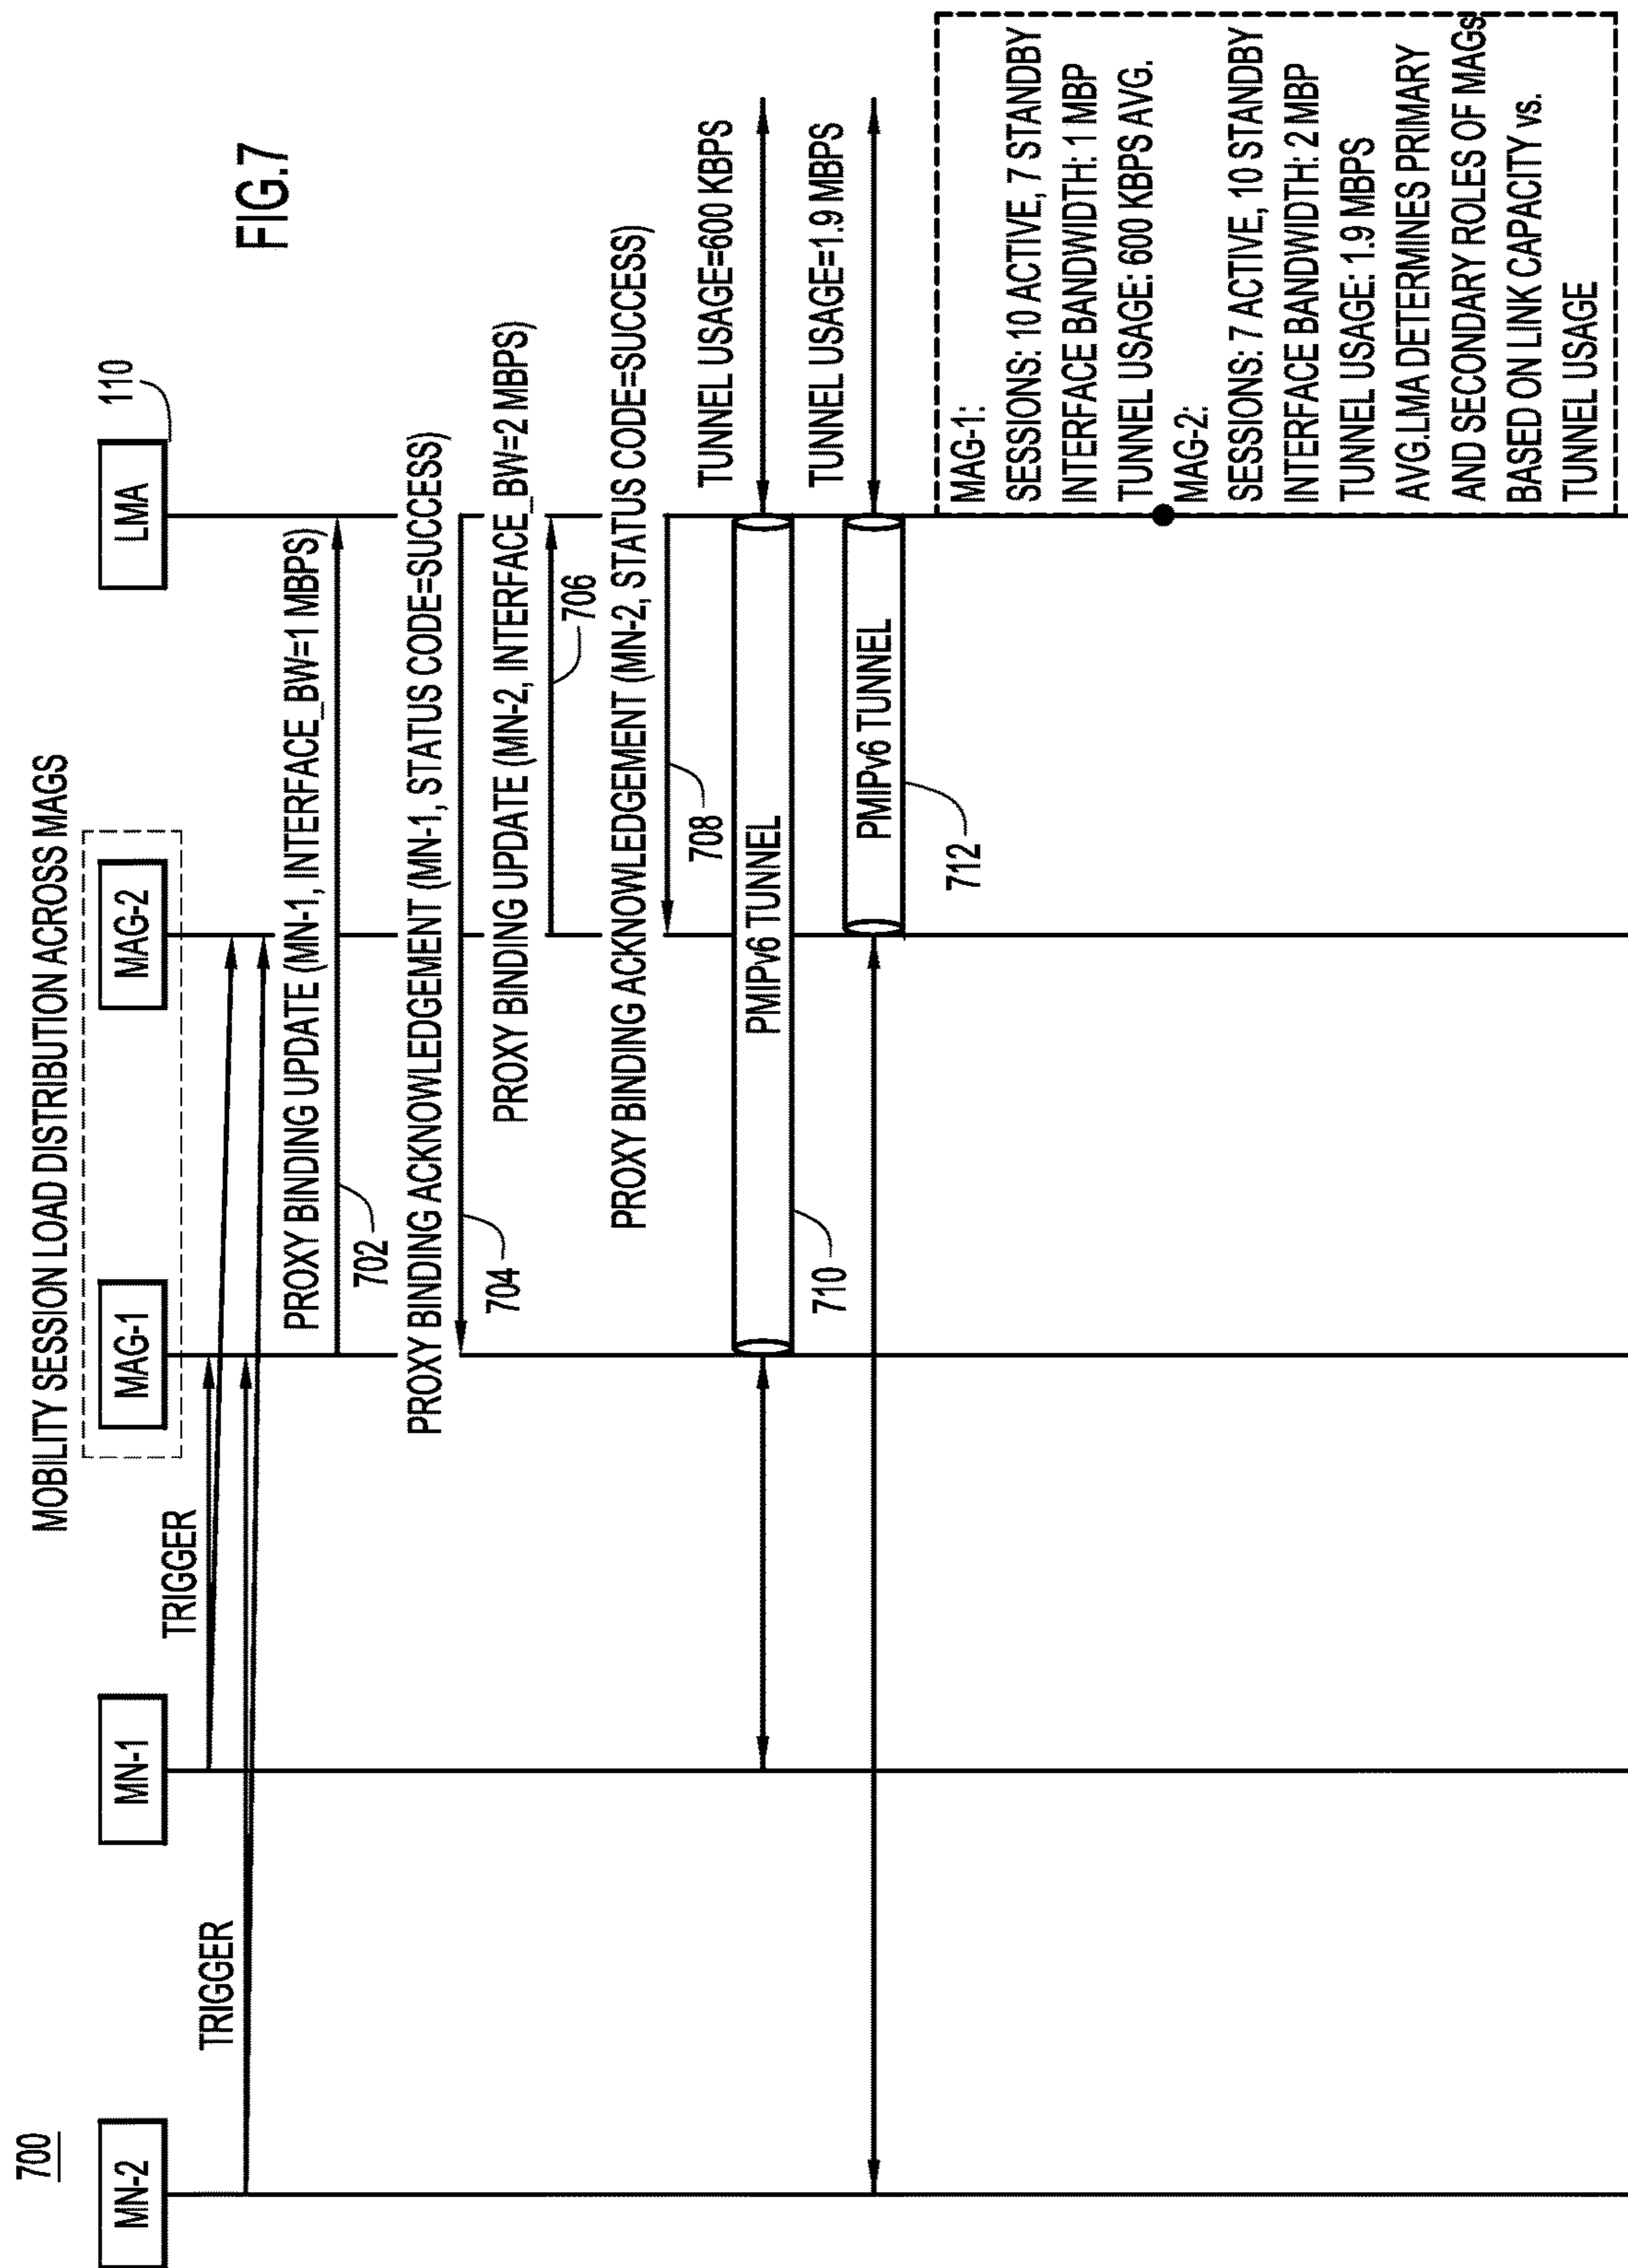 700
MOBILITY SESSION LOAD DISTRIBUTION ACROSS MAGS
FIG.7
MN-2
MN-1
MAG-1
MAG-2
LMA
110
TRIGGER
TRIGGER
PROXY BINDING UPDATE (MN-1, INTERFACE_BW=1 MBPS)
702
PROXY BINDING ACKNOWLEDGEMENT (MN-1, STATUS CODE=SUCCESS)
704
PROXY BINDING UPDATE (MN-2, INTERFACE_BW=2 MBPS)
706
PROXY BINDING ACKNOWLEDGEMENT (MN-2, STATUS CODE=SUCCESS)
708
TUNNEL USAGE=600 KBPS
PMIPv6 TUNNEL
710
TUNNEL USAGE=1.9 MBPS
PMIPv6 TUNNEL
712
MAG-1:
SESSIONS: 10 ACTIVE, 7 STANDBY
INTERFACE BANDWIDTH: 1 MBP
TUNNEL USAGE: 600 KBPS AVG.
MAG-2:
SESSIONS: 7 ACTIVE, 10 STANDBY
INTERFACE BANDWIDTH: 2 MBP
TUNNEL USAGE: 1.9 MBPS
AVG.LMA DETERMINES PRIMARY
AND SECONDARY ROLES OF MAGs
BASED ON LINK CAPACITY vs.
TUNNEL USAGE